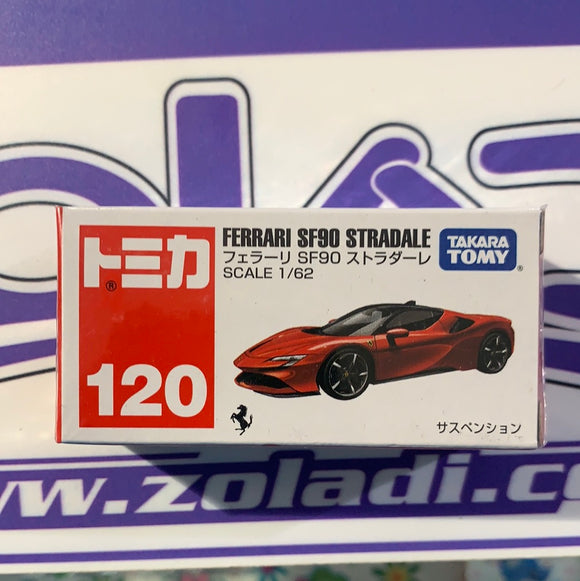 トミカ
®
120
FERRARI SF90 STRADALE
フェラーリ SF90 ストラダーレ
SCALE 1/62
TAKARA
TOMY
®
サスペンション
w.zoladi.co